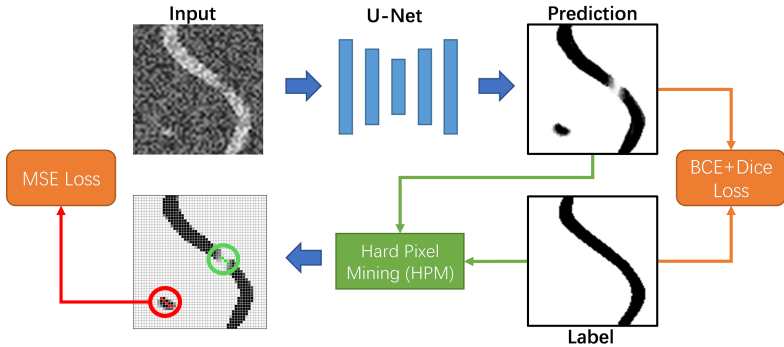 Input
U-Net
Prediction
MSE Loss
BCE+Dice
Loss
Hard Pixel
Mining (HPM)
Label